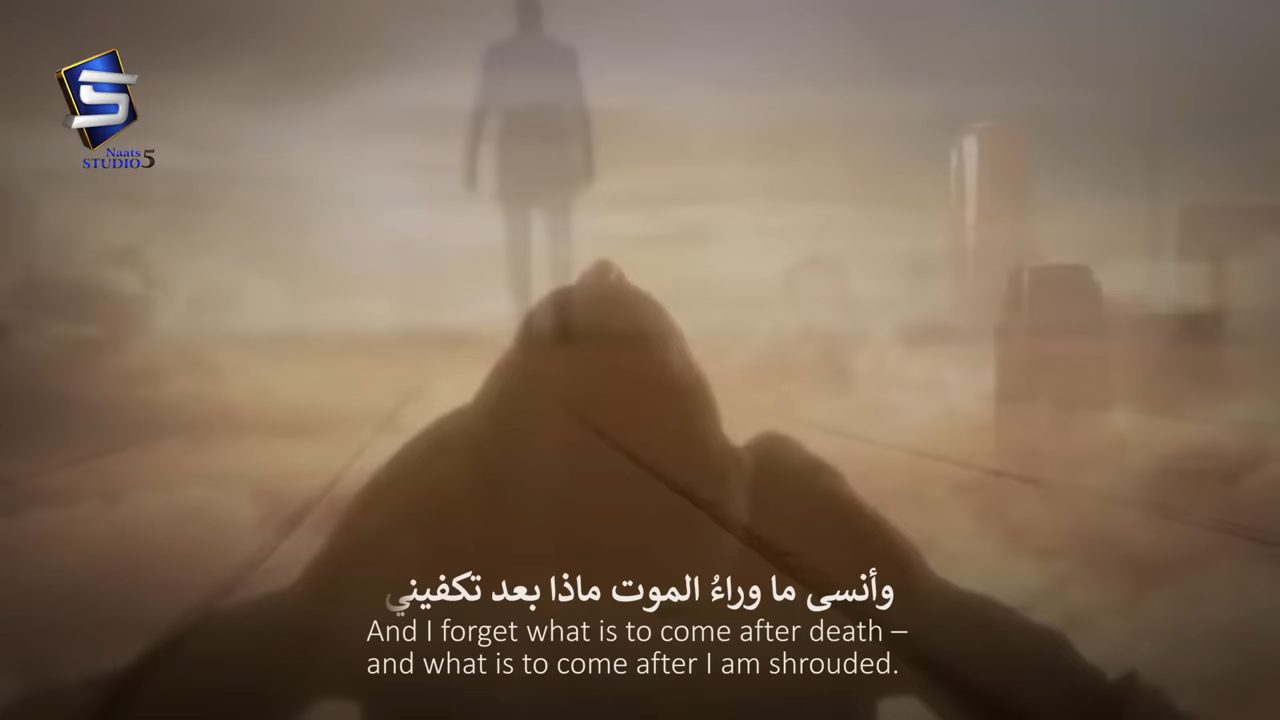 Naats
STUDIO5
وأنسى ما وراءُ الموت ماذا بعد تكفيني
And I forget what is to come after death –
and what is to come after I am shrouded.